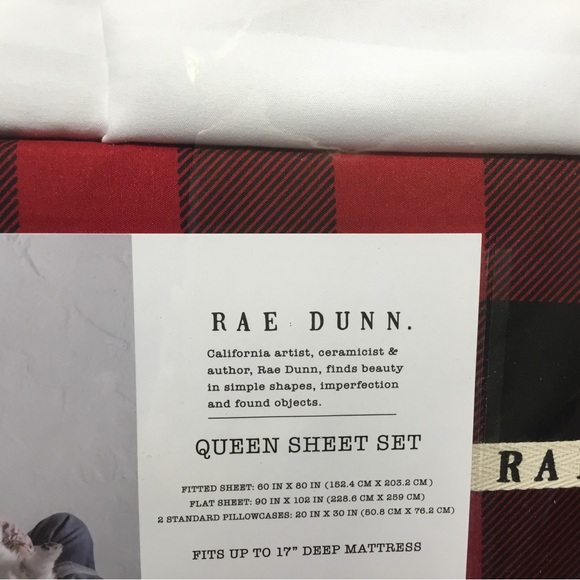 RAE DUNN.
California artist, ceramicist &
author, Rae Dunn, finds beauty
in simple shapes, imperfection
and found objects.
QUEEN SHEET SET
FITTED SHEET: 60 IN X 80 IN (152.4 CM X 203.2 CM)
FLAT SHEET: 90 IN X 102 IN (228.6 CM X 259 CM)
2 STANDARD PILLOWCASES: 20 IN X 30 IN (50.8 CM X 76.2 CM)
FITS UP TO 17" DEEP MATTRESS
RA